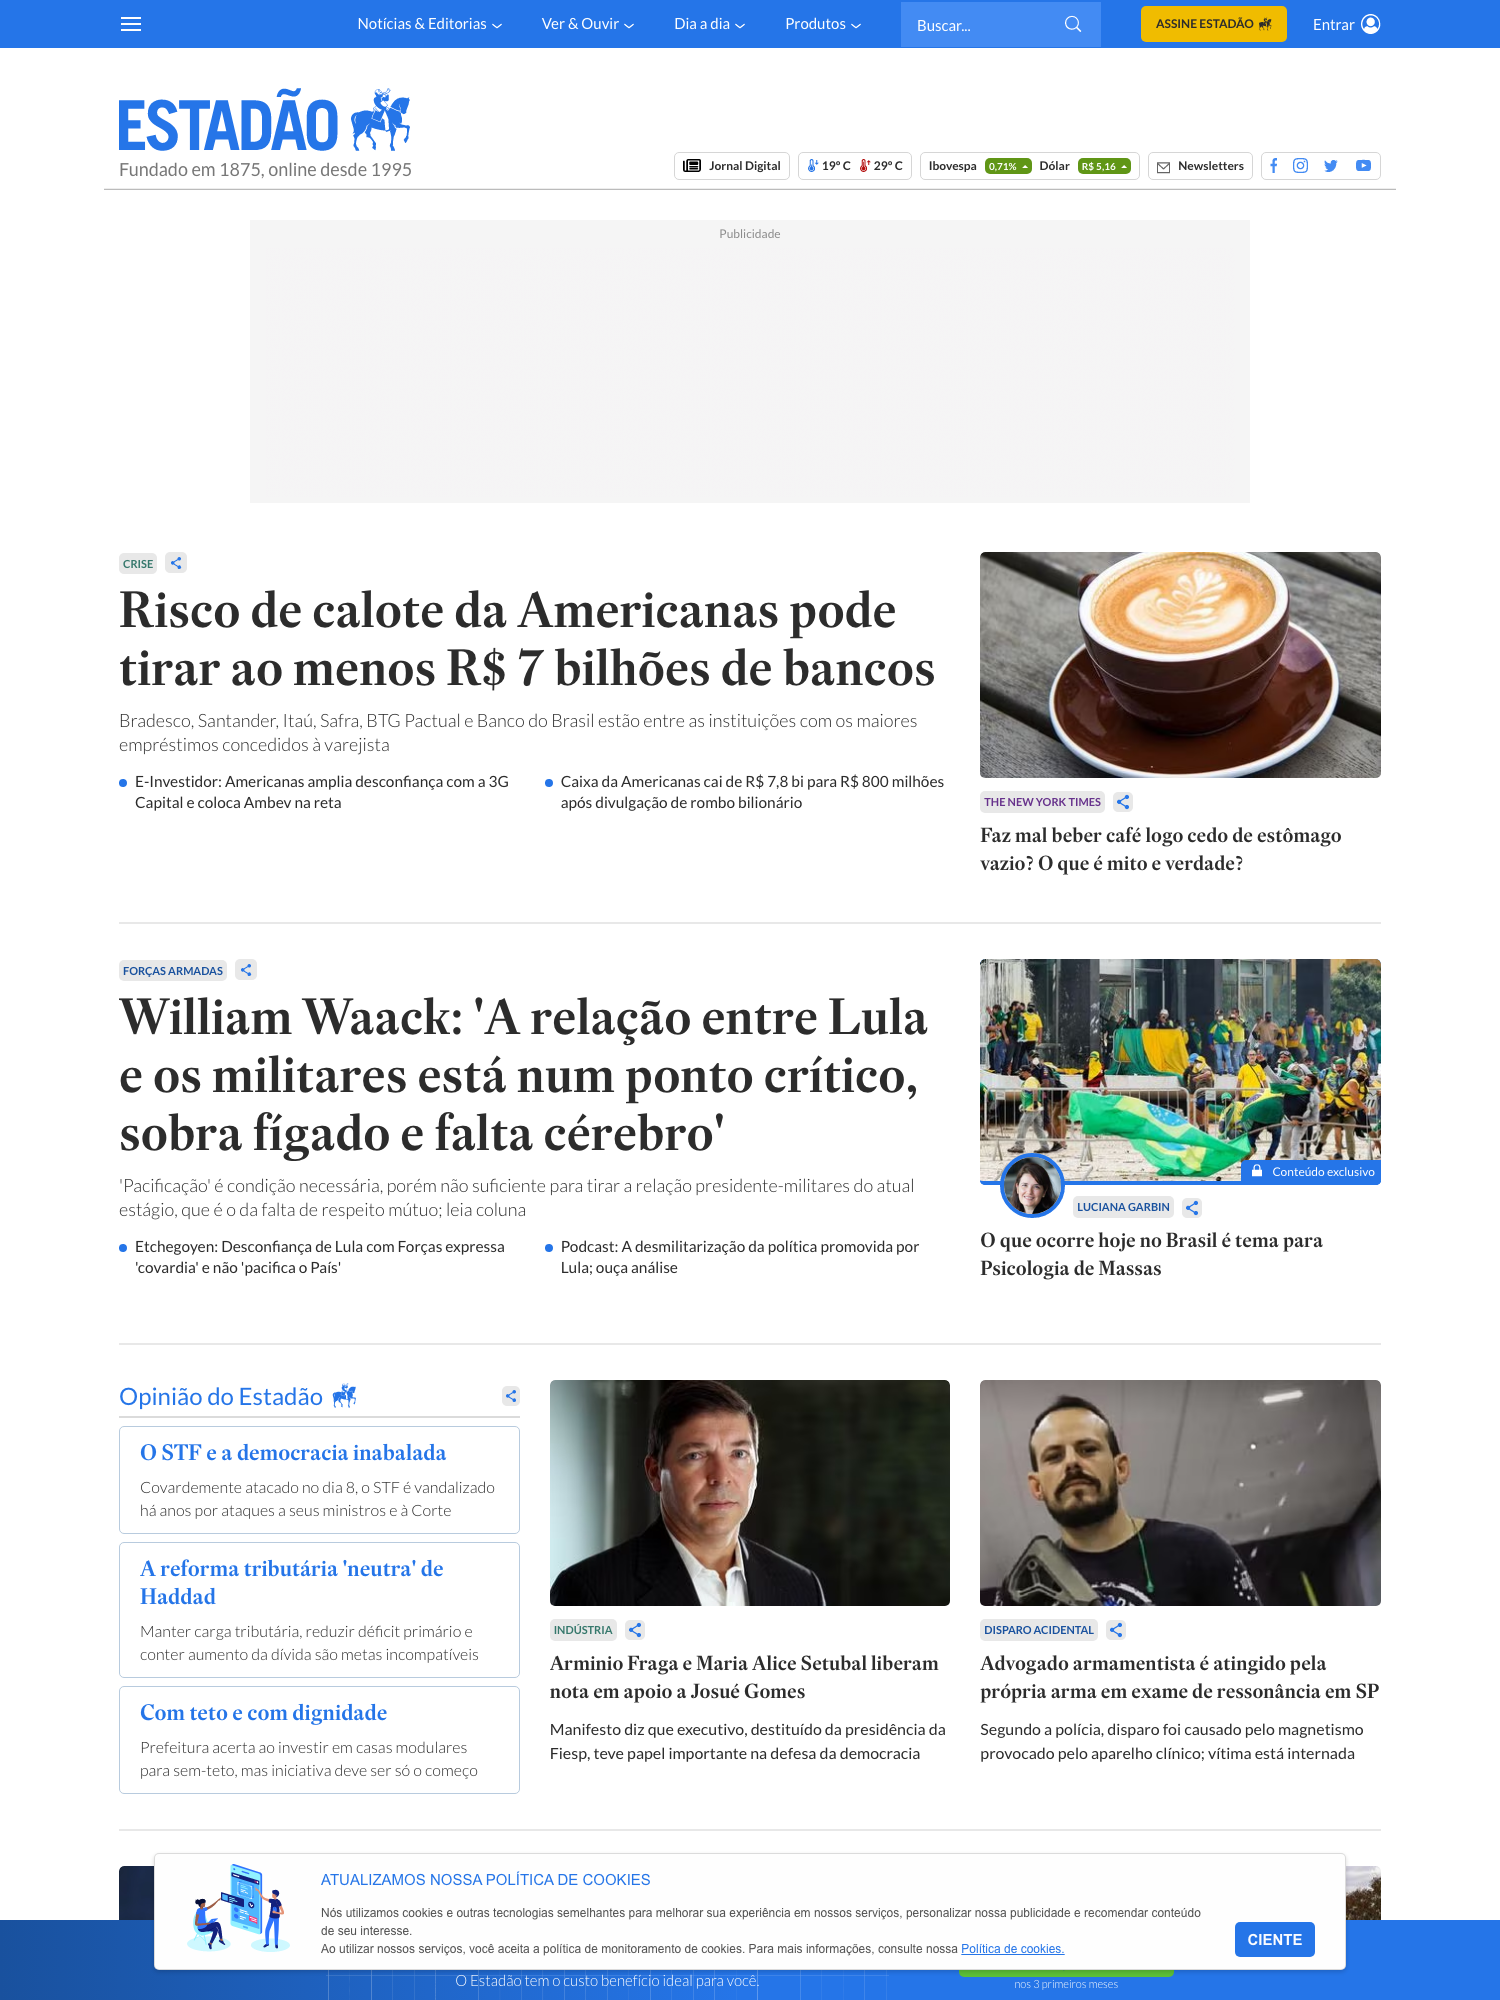 Notícias & Editorias
Ver & Ouvir
Dia a dia
Produtos
Buscar...
ASSINE ESTADÃO
Entrar
ESTADÃO
Fundado em 1875, online desde 1995
Jornal Digital
19º C 29º C
Ibovespa 0,71% Dólar R$ 5,16
Newsletters
Publicidade
CRISE
Risco de calote da Americanas pode
tirar ao menos R$ 7 bilhões de bancos
Bradesco, Santander, Itaú, Safra, BTG Pactual e Banco do Brasil estão entre as instituições com os maiores
empréstimos concedidos à varejista
E-Investidor: Americanas amplia desconfiança com a 3G
Capital e coloca Ambev na reta
Caixa da Americanas cai de R$ 7,8 bi para R$ 800 milhões
após divulgação de rombo bilionário
THE NEW YORK TIMES
Faz mal beber café logo cedo de estômago
vazio? O que é mito e verdade?
FORÇAS ARMADAS
William Waack: 'A relação entre Lula
e os militares está num ponto crítico,
sobra fígado e falta cérebro'
'Pacificação' é condição necessária, porém não suficiente para tirar a relação presidente-militares do atual
estágio, que é o da falta de respeito mútuo; leia coluna
Etchegoyen: Desconfiança de Lula com Forças expressa
'covardia' e não 'pacifica o País'
Podcast: A desmilitarização da política promovida por
Lula; ouça análise
Conteúdo exclusivo
LUCIANA GARBIN
O que ocorre hoje no Brasil é tema para
Psicologia de Massas
Opinião do Estadão
O STF e a democracia inabalada
Covardemente atacado no dia 8, o STF é vandalizado
há anos por ataques a seus ministros e à Corte
A reforma tributária 'neutra' de
Haddad
Manter carga tributária, reduzir déficit primário e
conter aumento da dívida são metas incompatíveis
Com teto e com dignidade
Prefeitura acerta ao investir em casas modulares
para sem-teto, mas iniciativa deve ser só o começo
INDÚSTRIA
Arminio Fraga e Maria Alice Setubal liberam
nota em apoio a Josué Gomes
Manifesto diz que executivo, destituído da presidência da
Fiesp, teve papel importante na defesa da democracia
DISPARO ACIDENTAL
Advogado armamentista é atingido pela
própria arma em exame de ressonância em SP
Segundo a polícia, disparo foi causado pelo magnetismo
provocado pelo aparelho clínico; vítima está internada
ATUALIZAMOS NOSSA POLÍTICA DE COOKIES
Nós utilizamos cookies e outras tecnologias semelhantes para melhorar sua experiência em nossos serviços, personalizar nossa publicidade e recomendar conteúdo
de seu interesse.
Ao utilizar nossos serviços, você aceita a política de monitoramento de cookies. Para mais informações, consulte nossa Política de cookies.
CIENTE
O Estadão tem o custo benefício ideal para você.
nos 3 primeiros meses